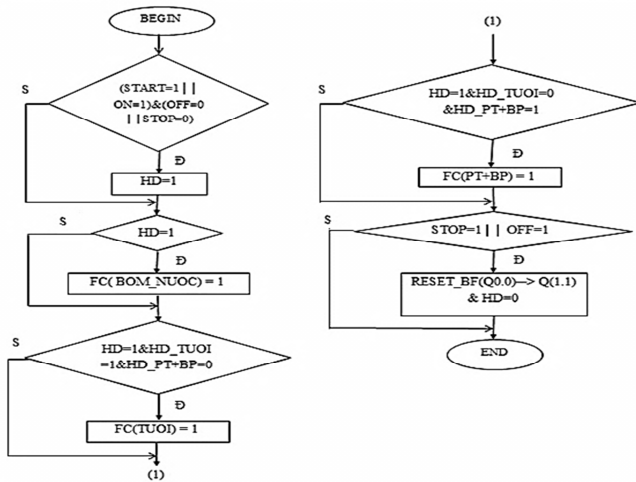 BEGIN
S
(START=1 ||
ON=1)&(OFF=0
||STOP=0)
Đ
HD=1
S
HD=1
Đ
FC( BOM_NUOC) = 1
S
HD=1&HD_TUOI
=1&HD_PT+BP=0
Đ
FC(TUOI) = 1
(1)
(1)
S
HD=1&HD_TUOI=0
&HD_PT+BP=1
Đ
FC(PT+BP) = 1
S
STOP=1 || OFF=1
Đ
RESET_BF(Q0.0)--> Q(1.1)
& HD=0
END